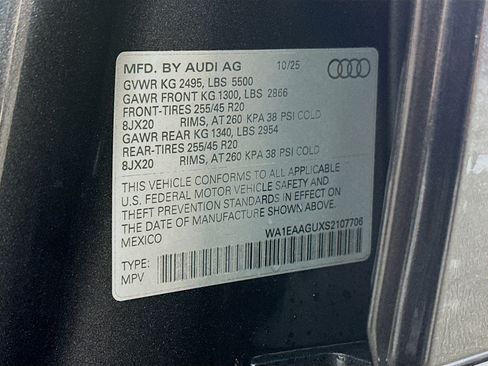 MFD. BY AUDI AG 10/25
GVWR KG 2495, LBS 5500
GAWR FRONT KG 1300, LBS 2866
FRONT-TIRES 255/45 R20
8JX20 RIMS, AT 260 KPA 38 PSI COLD
GAWR REAR KG 1340, LBS 2954
REAR-TIRES 255/45 R20
8JX20 RIMS, AT 260 KPA 38 PSI COLD
THIS VEHICLE CONFORMS TO ALL APPLICABLE
U.S. FEDERAL MOTOR VEHICLE SAFETY AND
THEFT PREVENTION STANDARDS IN EFFECT ON
THE DATE OF MANUFACTURE SHOWN ABOVE.
MEXICO WA1EAAGUXS2107706
TYPE:
MPV